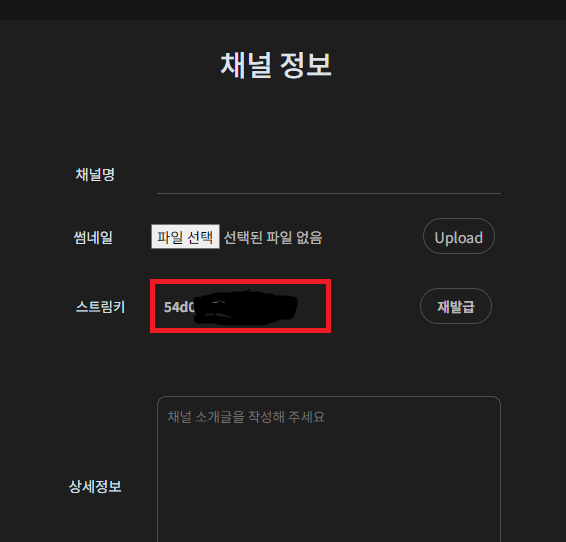 채널 정보
채널명
썸네일 파일 선택 선택된 파일 없음 Upload
스트림키 54d0 재발급
채널 소개글을 작성해 주세요
상세정보